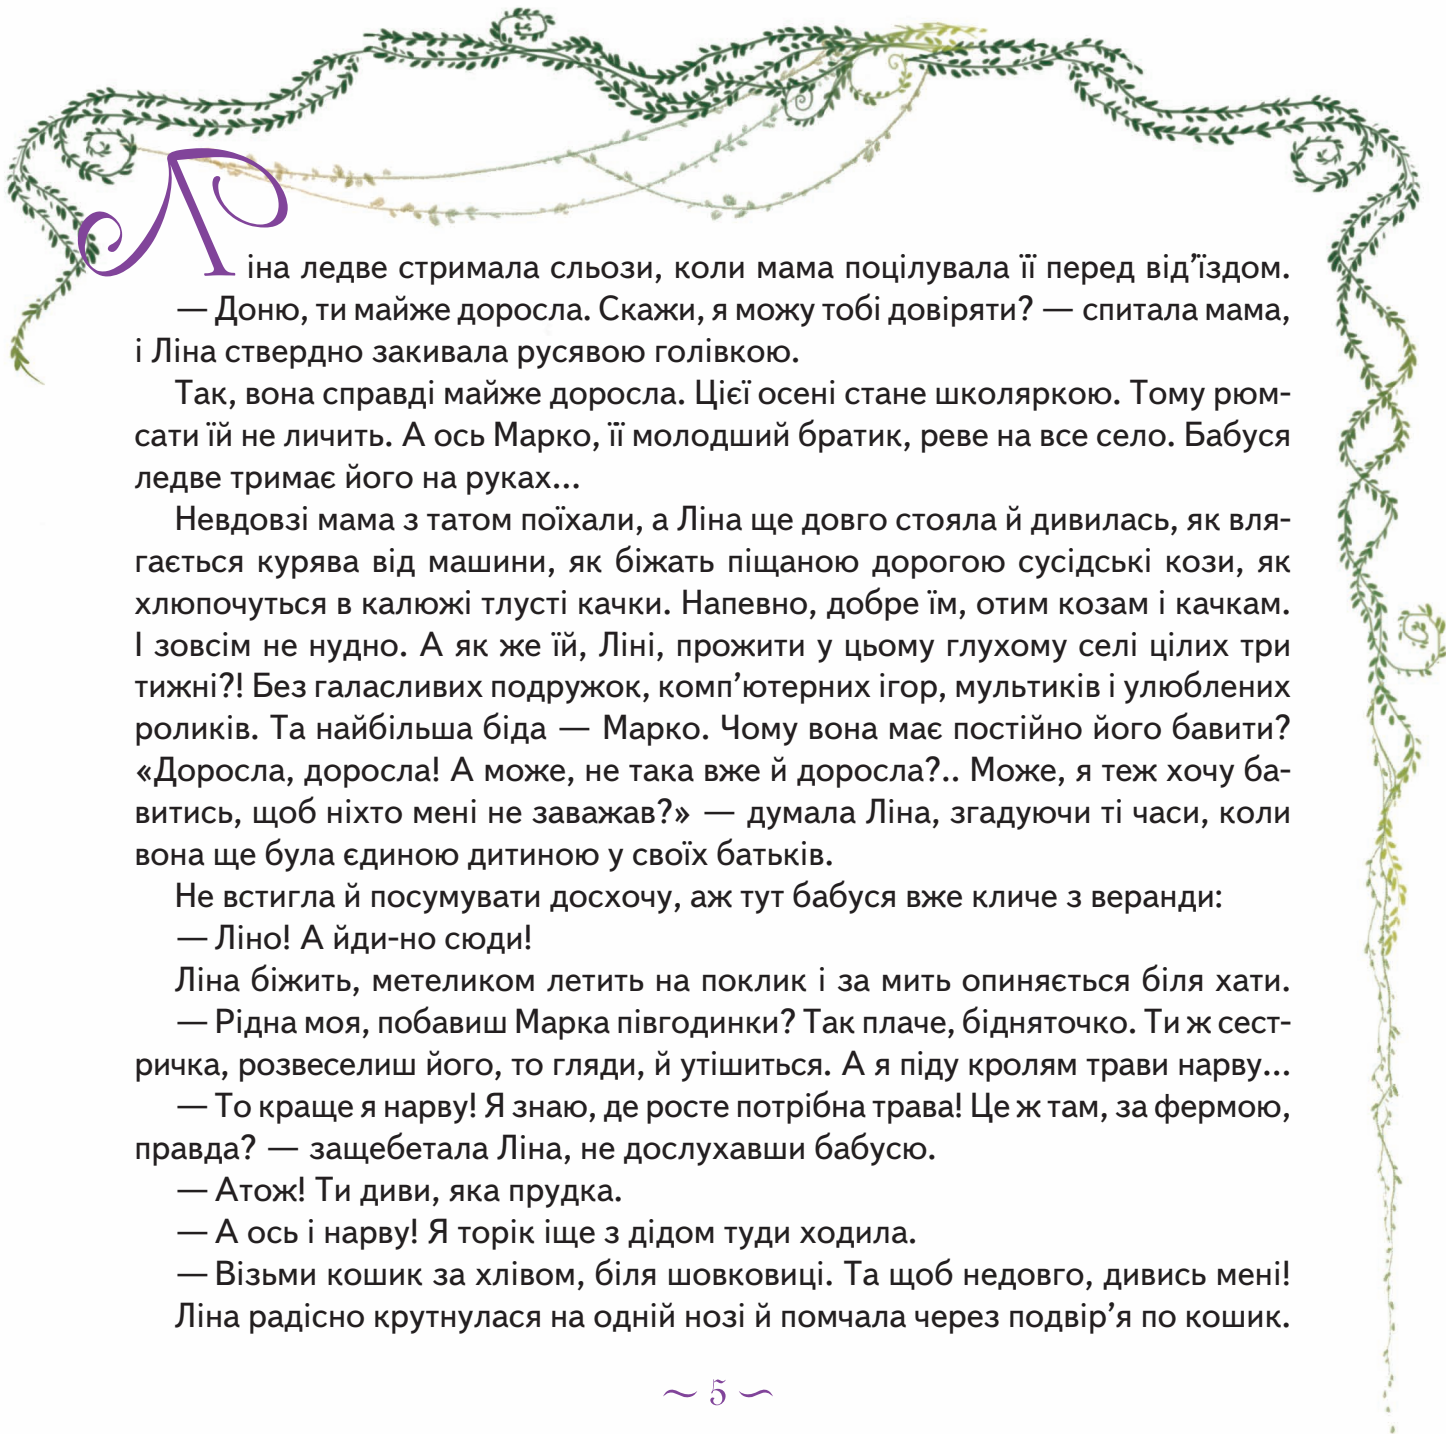 Ліна ледве стримала сльози, коли мама поцілувала її перед від’їздом.
— Доню, ти майже доросла. Скажи, я можу тобі довіряти? — спитала мама,
і Ліна ствердно закивала русявою голівкою.
Так, вона справді майже доросла. Цієї осені стане школяркою. Тому рюм-
сати їй не личить. А ось Марко, її молодший братик, реве на все село. Бабуся
ледве тримає його на руках...
Невдовзі мама з татом поїхали, а Ліна ще довго стояла й дивилась, як вля-
гається курява від машини, як біжать піщаною дорогою сусідські кози, як
хлюпочуться в калюжі тлусті качки. Напевно, добре їм, отим козам і качкам.
І зовсім не нудно. А як же їй, Ліні, прожити у цьому глухому селі цілих три
тижні?! Без галасливих подружок, комп’ютерних ігор, мультиків і улюблених
роликів. Та найбільша біда — Марко. Чому вона має постійно його бавити?
«Доросла, доросла! А може, не така вже й доросла?.. Може, я теж хочу ба-
витись, щоб ніхто мені не заважав?» — думала Ліна, згадуючи ті часи, коли
вона ще була єдиною дитиною у своїх батьків.
Не встигла й посумувати досхочу, аж тут бабуся вже кличе з веранди:
— Ліно! А йди-но сюди!
Ліна біжить, метеликом летить на поклик і за мить опиняється біля хати.
— Рідна моя, побавиш Марка півгодинки? Так плаче, бідняточко. Ти ж сест-
ричка, розвеселиш його, то гляди, й утішиться. А я піду кролям трави нарву...
— То краще я нарву! Я знаю, де росте потрібна трава! Це ж там, за фермою,
правда? — защебетала Ліна, не дослухавши бабусю.
— Атож! Ти диви, яка прудка.
— А ось і нарву! Я торік іще з дідом туди ходила.
— Візьми кошик за хлівом, біля шовковиці. Та щоб недовго, дивись мені!
Ліна радісно крутнулася на одній нозі й помчала через подвір’я по кошик.
~ 5 ~